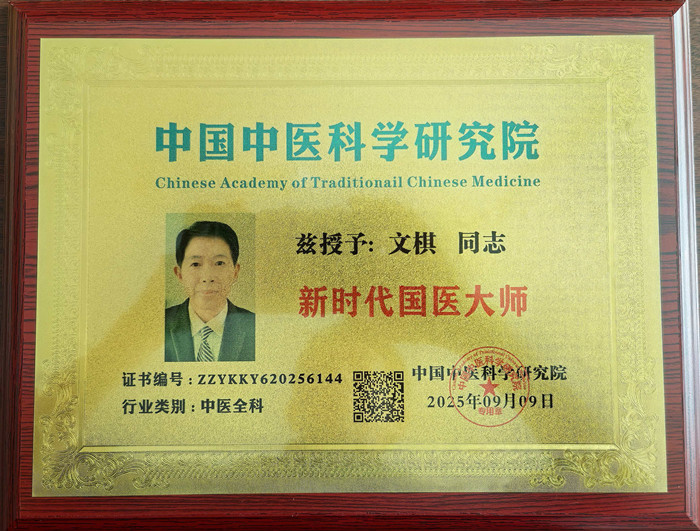 中国中医科学研究院
Chinese Academy of Traditionail Chinese Medicine
兹授予: 文棋 同志
新时代国医大师
证书编号:ZZYKKY620256144
行业类别:中医全科
中国中医科学研究院
2025年09月09日
专用章